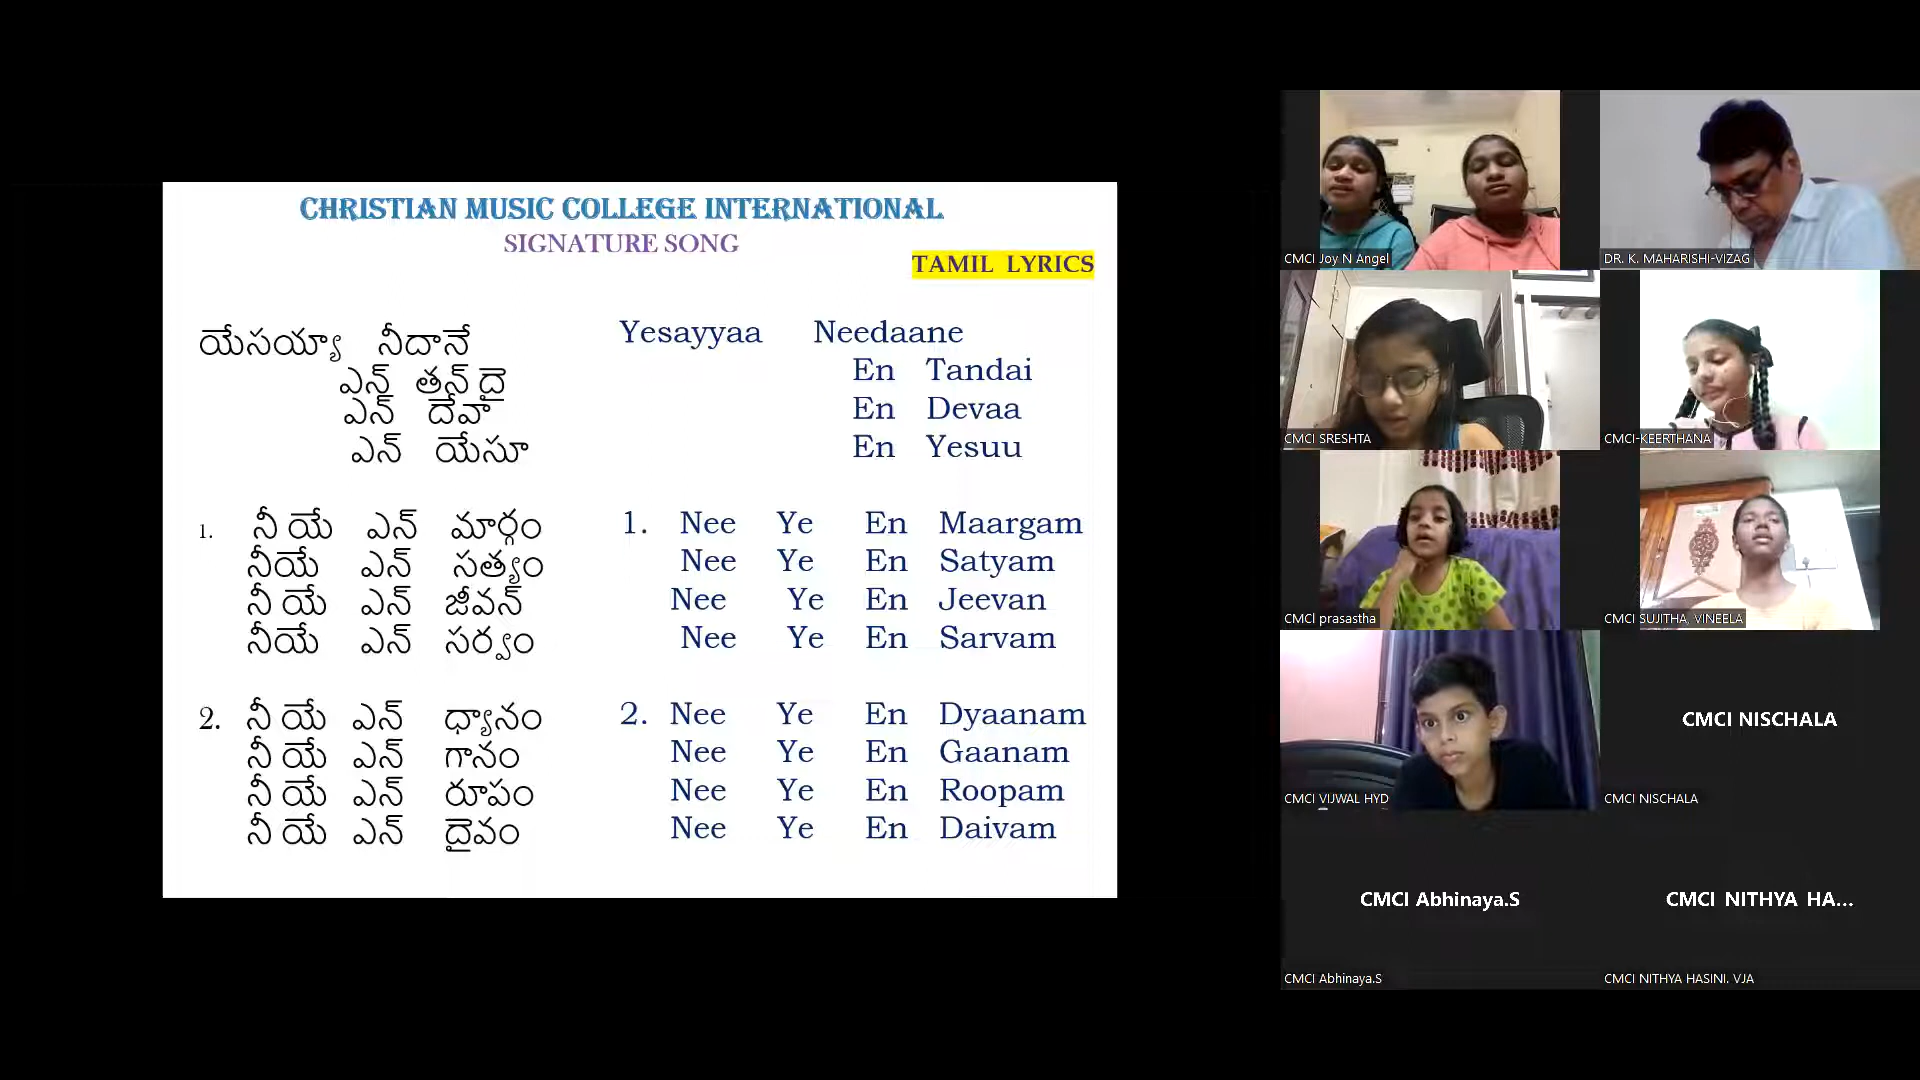 CHRISTIAN MUSIC COLLEGE INTERNATIONAL
SIGNATURE SONG
TAMIL LYRICS
యేసయ్యా నీదానే
ఎన్ తన్ దై
ఎన్ దేవా
ఎన్ యేసూ
1. నీ యే ఎన్ మార్గం
నీయే ఎన్ సత్యం
నీ యే ఎన్ జీవన్
నీయే ఎన్ సర్వం
2. నీ యే ఎన్ ధ్యానం
నీ యే ఎన్ గానం
నీ యే ఎన్ రూపం
నీ యే ఎన్ దైవం
Yesayyaa Needaane
En Tandai
En Devaa
En Yesuu
1. Nee Ye En Maargam
Nee Ye En Satyam
Nee Ye En Jeevan
Nee Ye En Sarvam
2. Nee Ye En Dyaanam
Nee Ye En Gaanam
Nee Ye En Roopam
Nee Ye En Daivam
CMCI Joy N Angel
DR. K. MAHARISHI-VIZAG
CMCI SRESHTA
CMCI-KEERTHANA
CMCI prasastha
CMCI SUJITHA, VINEELA
CMCI VIJWAL HYD
CMCI NISCHALA
CMCI NISCHALA
CMCI Abhinaya.S
CMCI Abhinaya.S
CMCI NITHYA HA...
CMCI NITHYA HASINI. VJA